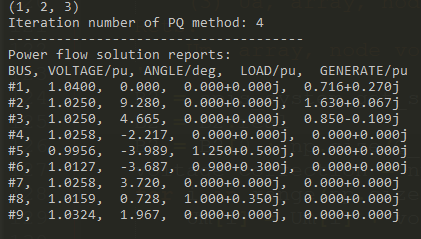 (1, 2, 3)
Iteration number of PQ method: 4
-------------------------------------
Power flow solution reports:
BUS, VOLTAGE/pu, ANGLE/deg,  LOAD/pu,  GENERATE/pu
#1,  1.0400,  0.000,  0.000+0.000j,  0.716+0.270j
#2,  1.0250,  9.280,  0.000+0.000j,  1.630+0.067j
#3,  1.0250,  4.665,  0.000+0.000j,  0.850-0.109j
#4,  1.0258,  -2.217,  0.000+0.000j,  0.000+0.000j
#5,  0.9956,  -3.989,  1.250+0.500j,  0.000+0.000j
#6,  1.0127,  -3.687,  0.900+0.300j,  0.000+0.000j
#7,  1.0258,  3.720,  0.000+0.000j,  0.000+0.000j
#8,  1.0159,  0.728,  1.000+0.350j,  0.000+0.000j
#9,  1.0324,  1.967,  0.000+0.000j,  0.000+0.000j